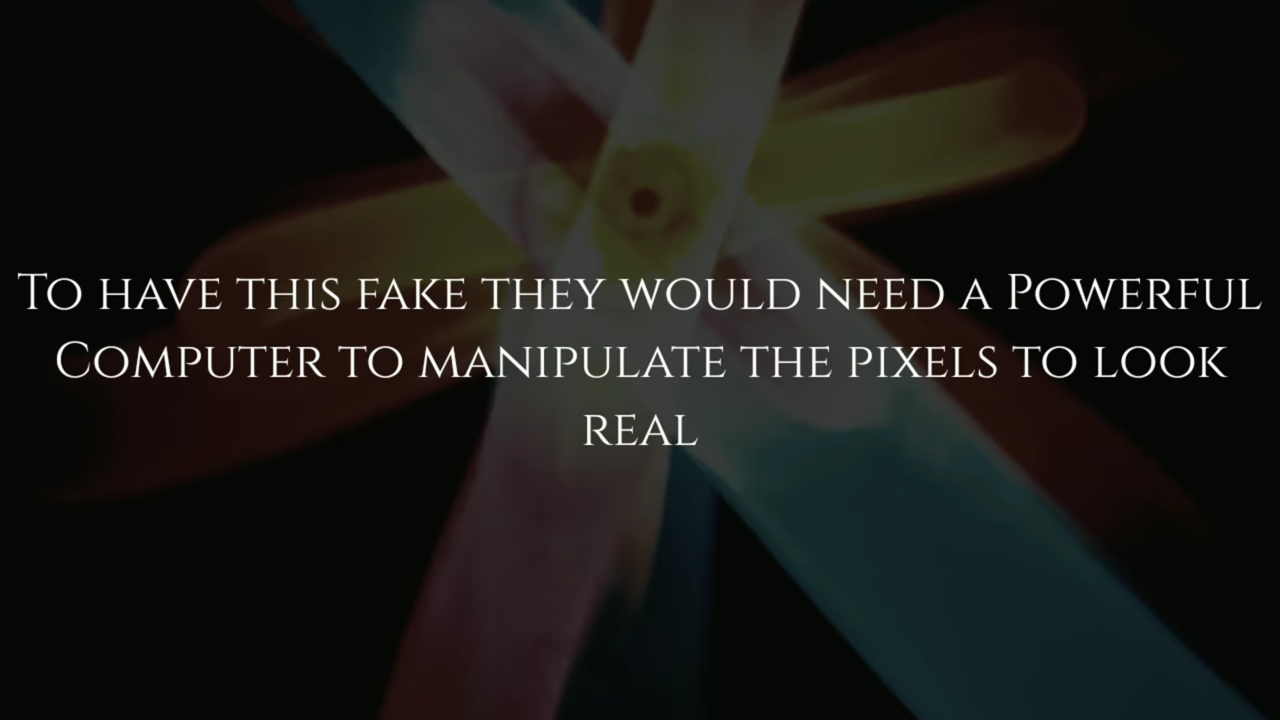 To have this fake they would need a Powerful
Computer to manipulate the pixels to look
real